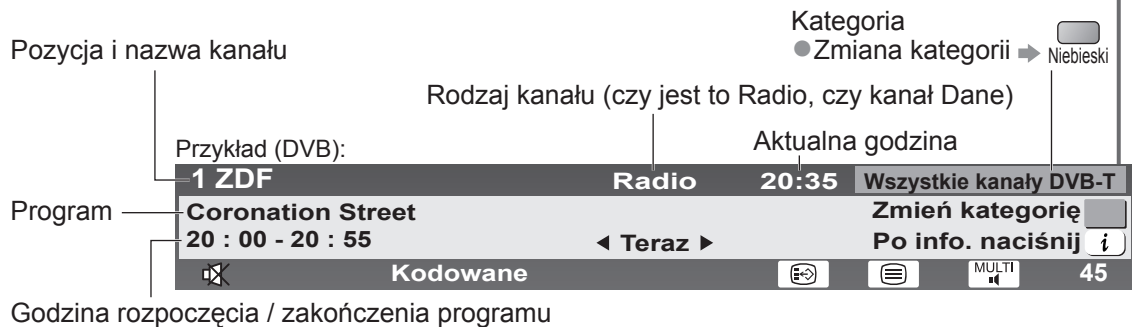 Kategoria
Pozycja i nazwa kanału
●Zmiana kategorii
Niebieski
Rodzaj kanału (czy jest to Radio, czy kanał Dane)
Aktualna godzina
Przykład (DVB):
1 ZDF Radio 20:35 Wszystkie kanały DVB-T
Program
Coronation Street Zmień kategorię
20 : 00 - 20 : 55 ◀ Teraz ▶ Po info. naciśnij i
Kodowane MULTI 45
Godzina rozpoczęcia / zakończenia programu